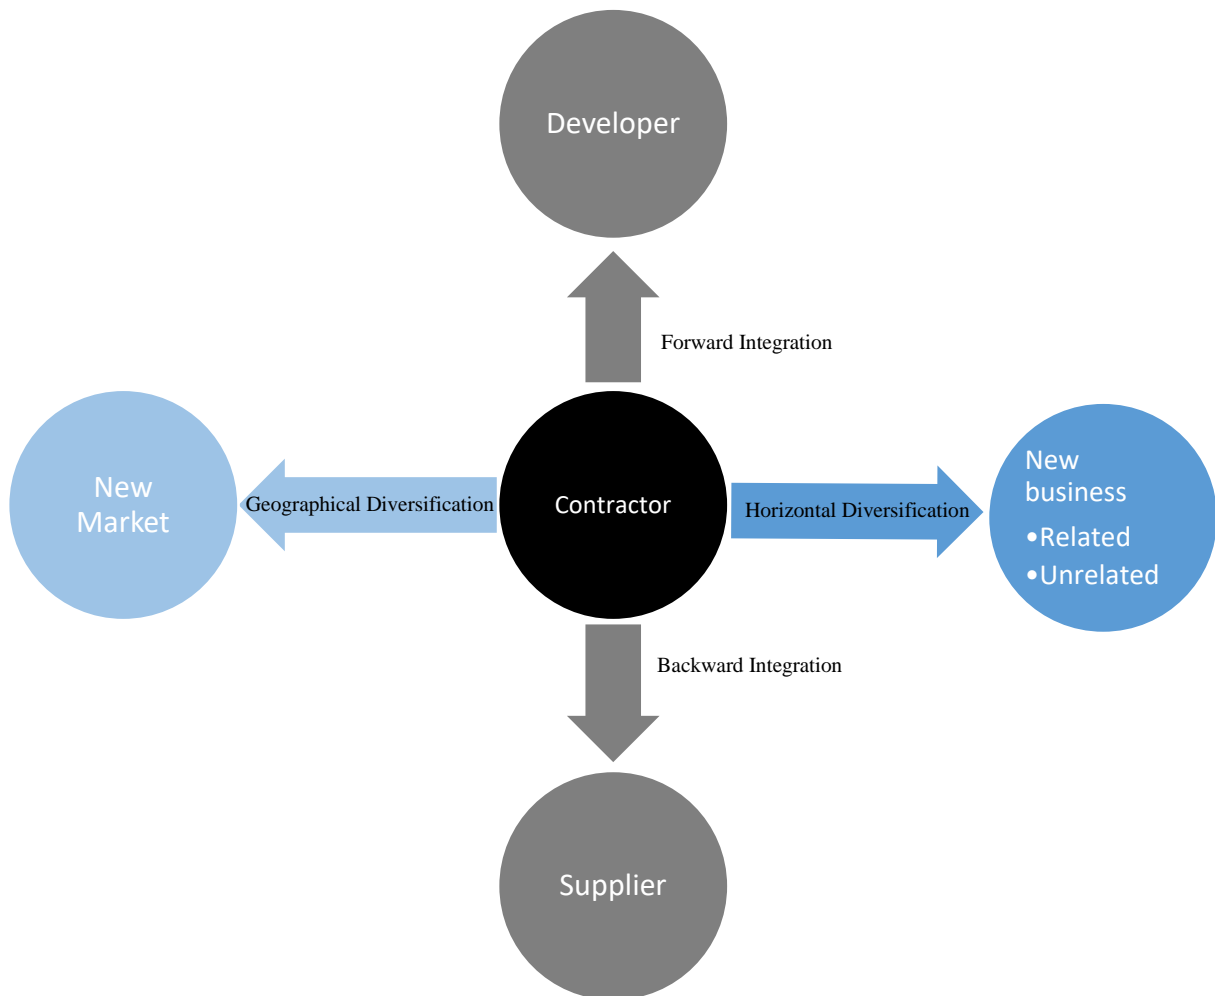 Developer
Forward Integration
New
Market
Geographical Diversification
Contractor
Horizontal Diversification
New
business
•Related
•Unrelated
Backward Integration
Supplier